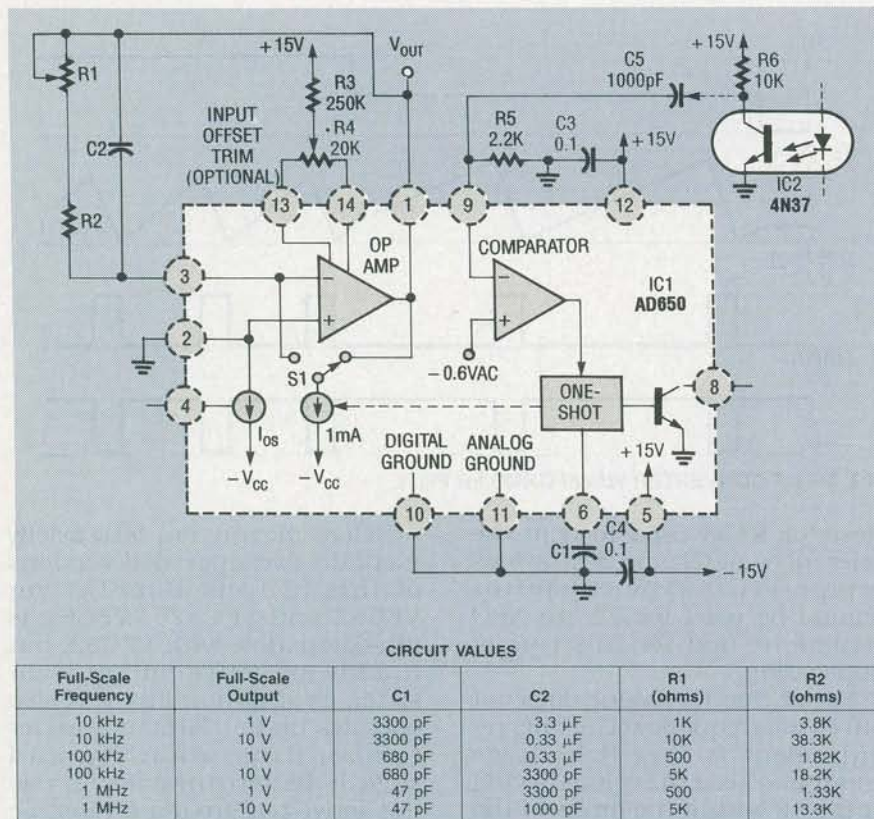 +15V
V_OUT
R1
R3
250K
INPUT
OFFSET
TRIM
(OPTIONAL)
R4
20K
C2
R2
C5
1000pF
+15V
R6
10K
R5
2.2K
C3
0.1
+15V
IC2
4N37
13
14
1
9
12
OP
AMP
COMPARATOR
IC1
AD650
3
2
4
S1
-0.6VAC
ONE-
SHOT
8
I_OS
1mA
-V_CC
-V_CC
DIGITAL
GROUND
ANALOG
GROUND
+15V
10
11
6
5
C1
C4
0.1
-15V
CIRCUIT VALUES
Full-Scale Frequency Full-Scale Output C1 C2 R1 (ohms) R2 (ohms)
10 kHz 1 V 3300 pF 3.3 μF 1K 3.8K
10 kHz 10 V 3300 pF 0.33 μF 10K 38.3K
100 kHz 1 V 680 pF 0.33 μF 500 1.82K
100 kHz 10 V 680 pF 3300 pF 5K 18.2K
1 MHz 1 V 47 pF 3300 pF 500 1.33K
1 MHz 10 V 47 pF 1000 pF 5K 13.3K